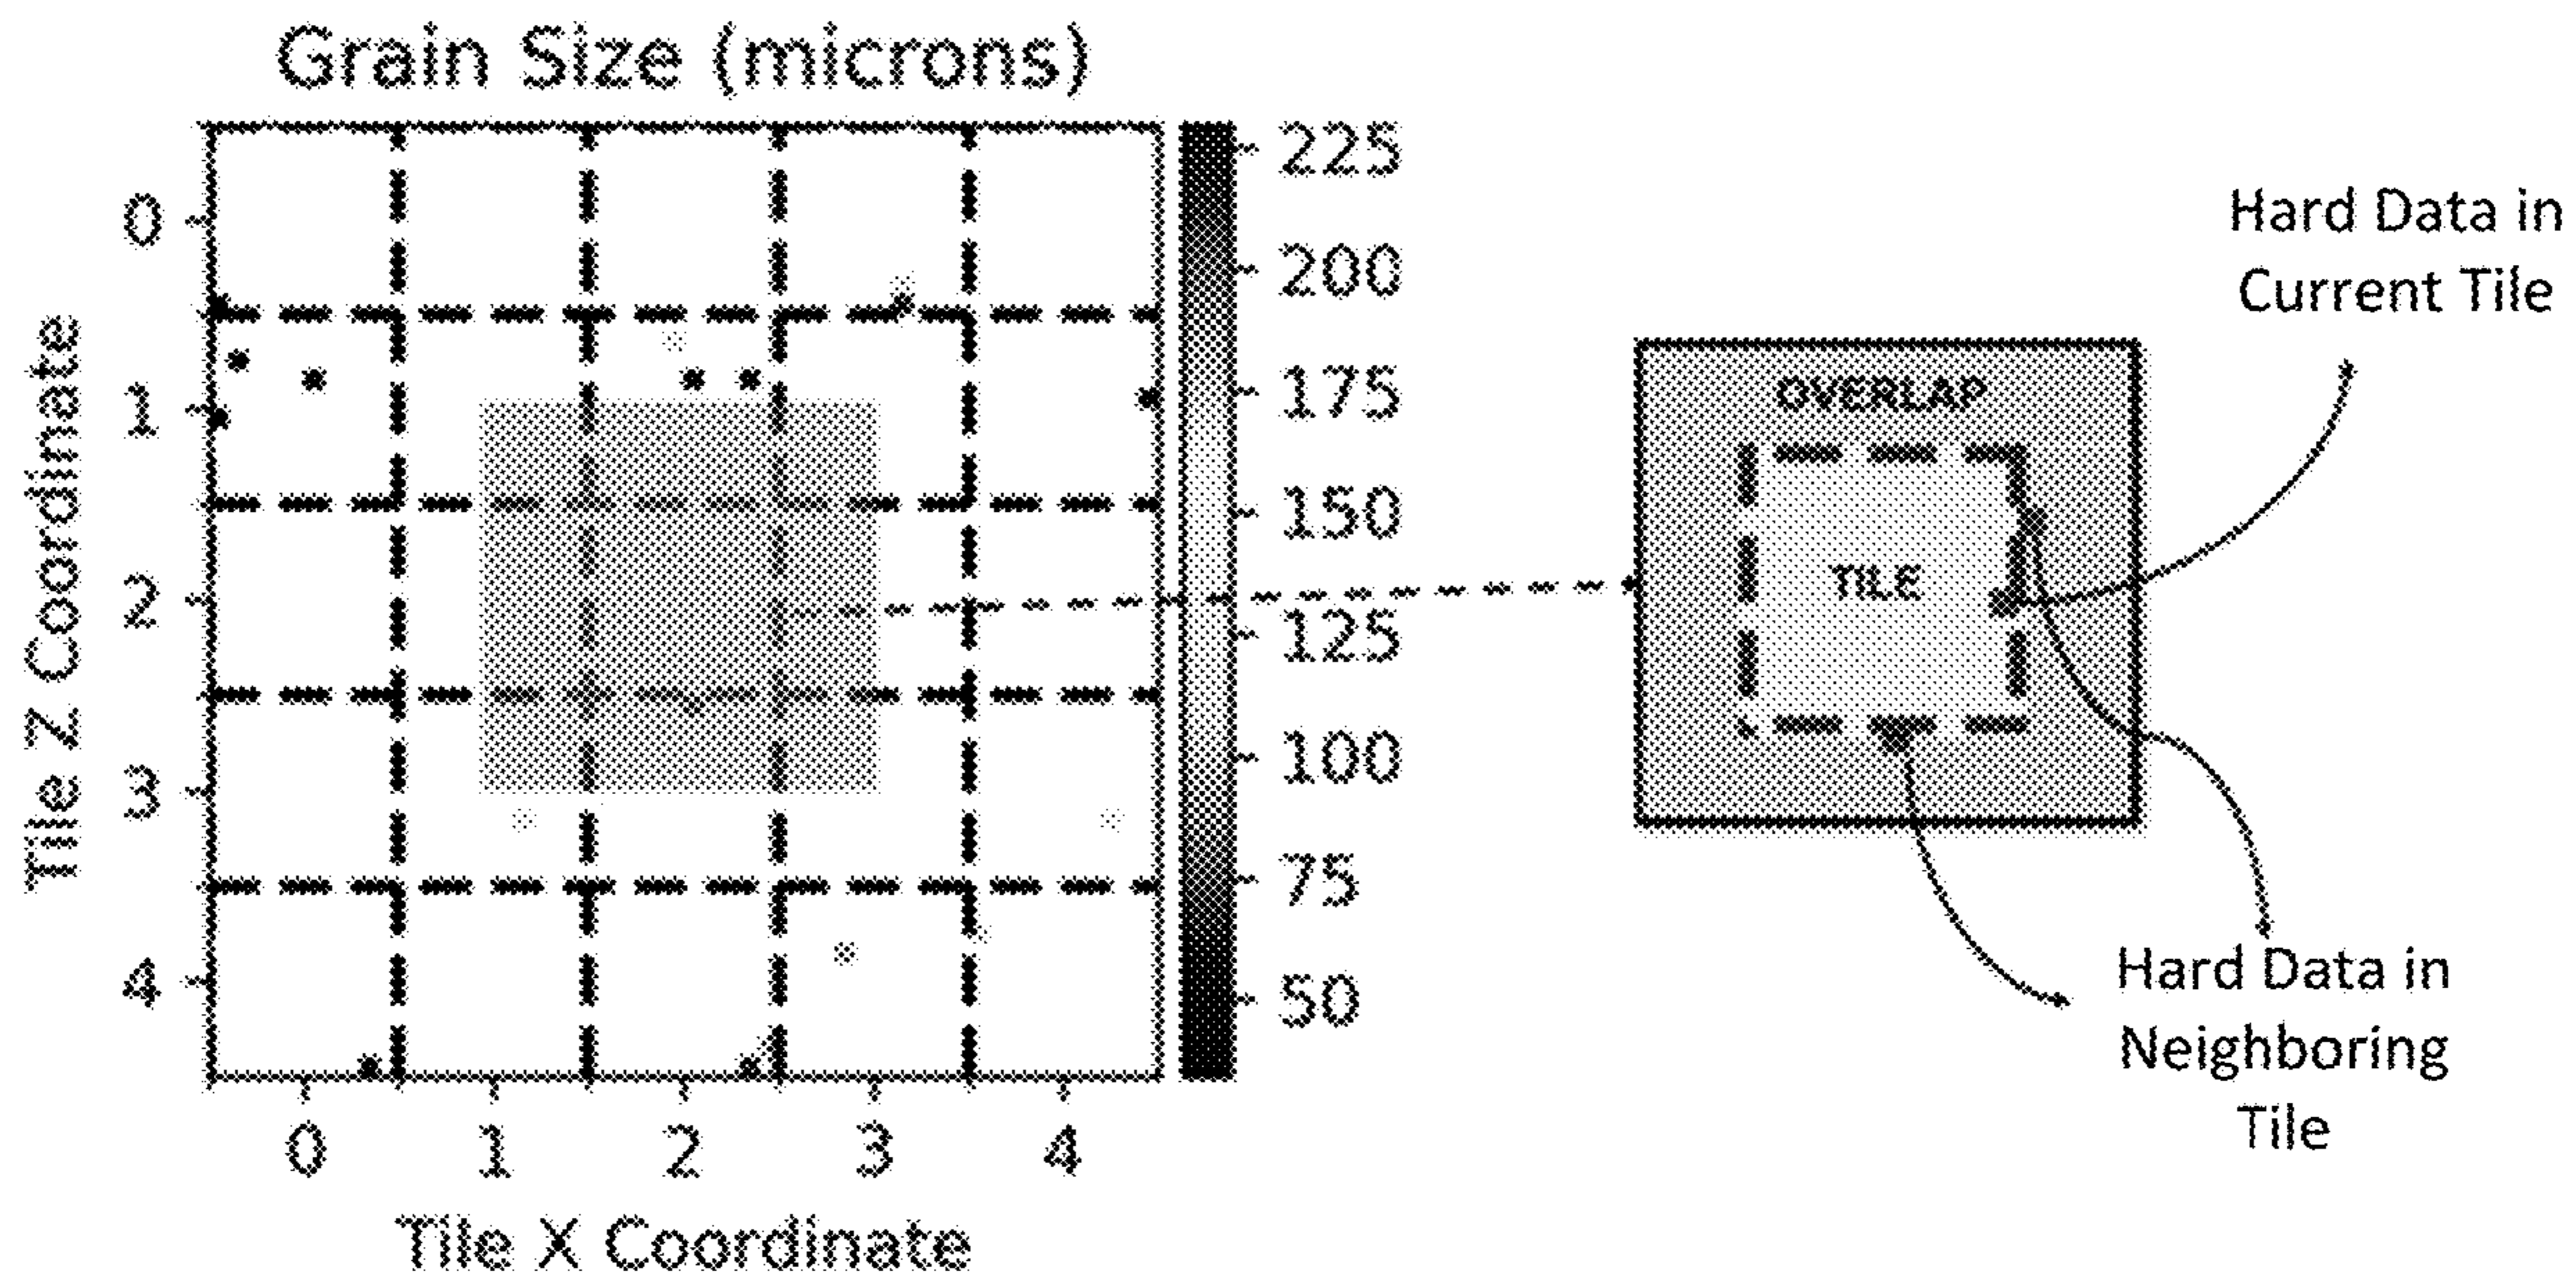 Grain Size (microns)
Tile Z Coordinate
0
1
2
3
4
0 1 2 3 4
Tile X Coordinate
225
200
175
150
125
100
75
50
OVERLAP
TILE
Hard Data in
Current Tile
Hard Data in
Neighboring
Tile